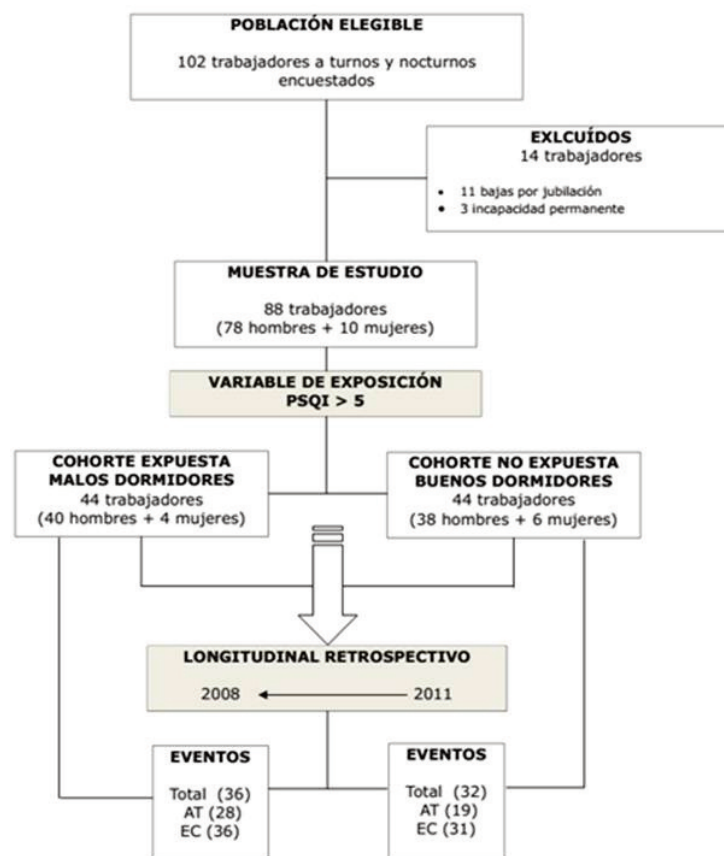 POBLACIÓN ELEGIBLE
102 trabajadores a turnos y nocturnos
encuestados
EXLCUÍDOS
14 trabajadores
• 11 bajas por jubilación
• 3 incapacidad permanente
MUESTRA DE ESTUDIO
88 trabajadores
(78 hombres + 10 mujeres)
VARIABLE DE EXPOSICIÓN
PSQI > 5
COHORTE EXPUESTA
MALOS DORMIDORES
44 trabajadores
(40 hombres + 4 mujeres)
COHORTE NO EXPUESTA
BUENOS DORMIDORES
44 trabajadores
(38 hombres + 6 mujeres)
LONGITUDINAL RETROSPECTIVO
2008 2011
EVENTOS
Total (36)
AT (28)
EC (36)
EVENTOS
Total (32)
AT (19)
EC (31)